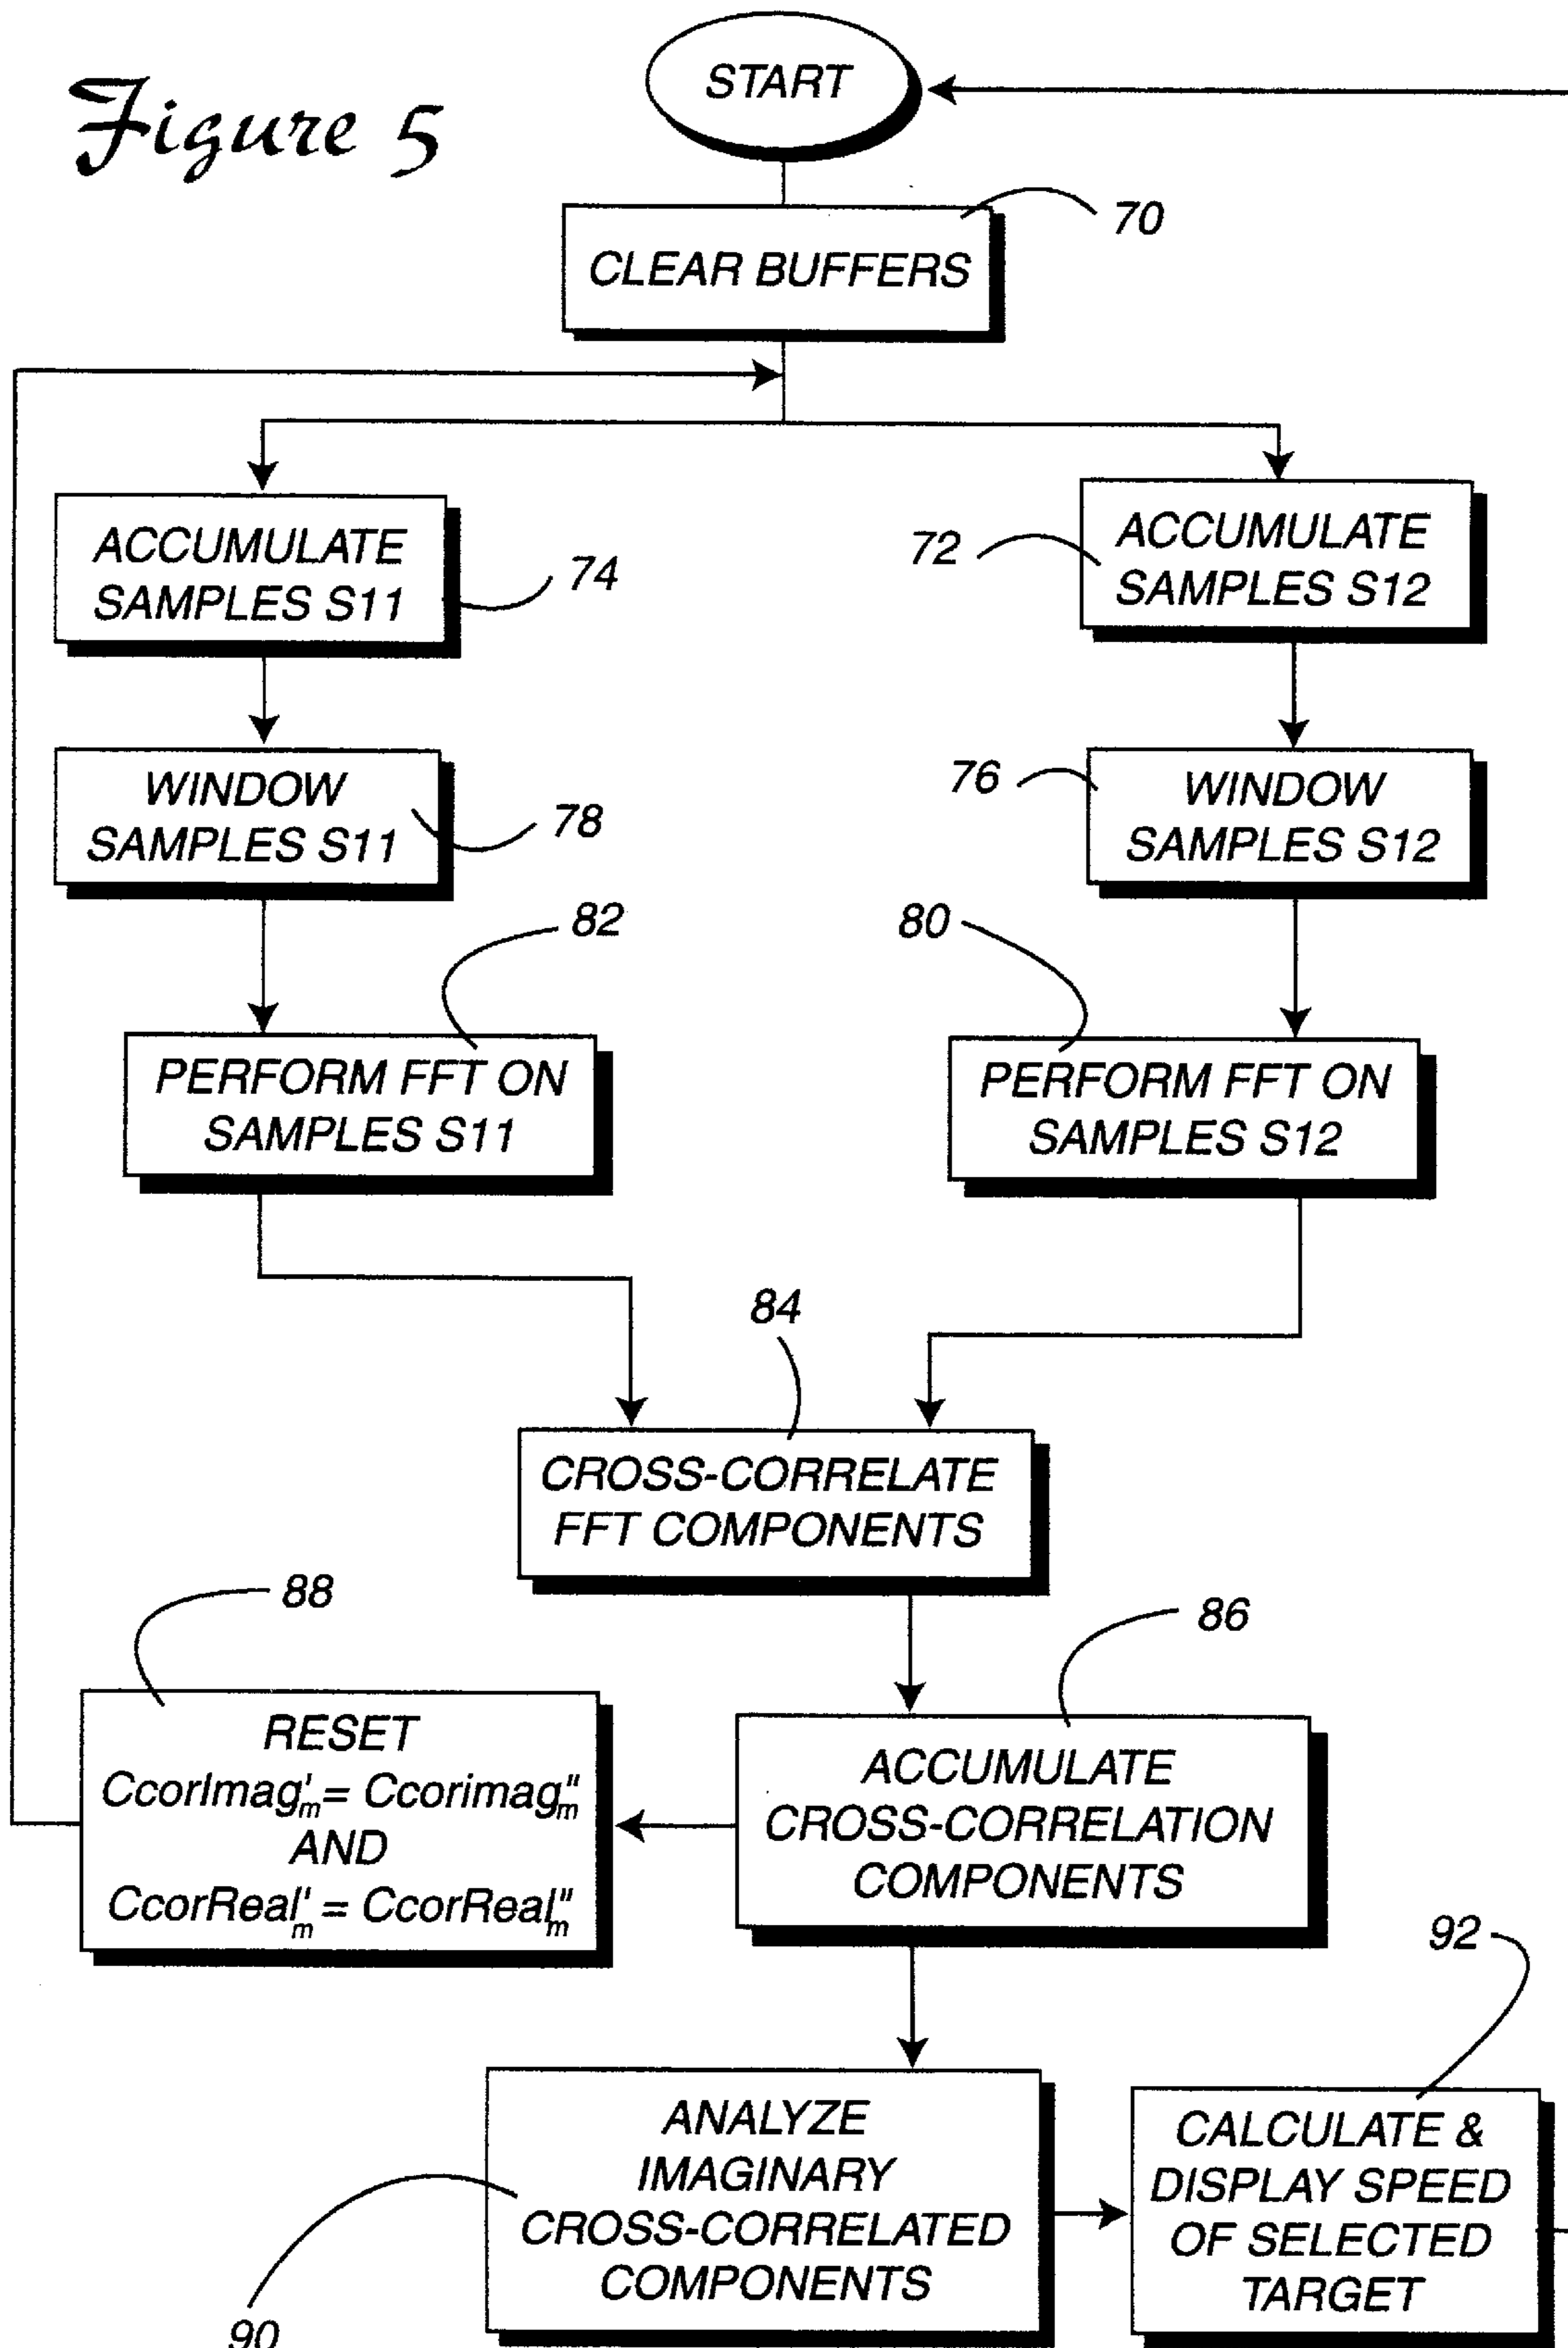 Figure 5
START
70
CLEAR BUFFERS
ACCUMULATE
SAMPLES S11
74
72
ACCUMULATE
SAMPLES S12
WINDOW
SAMPLES S11
78
76
WINDOW
SAMPLES S12
82
80
PERFORM FFT ON
SAMPLES S11
PERFORM FFT ON
SAMPLES S12
84
CROSS-CORRELATE
FFT COMPONENTS
88
86
RESET
CcorImag'm = Ccorimag"m
AND
CcorReal'm = CcorReal"m
ACCUMULATE
CROSS-CORRELATION
COMPONENTS
92
ANALYZE
IMAGINARY
CROSS-CORRELATED
COMPONENTS
90
CALCULATE &
DISPLAY SPEED
OF SELECTED
TARGET